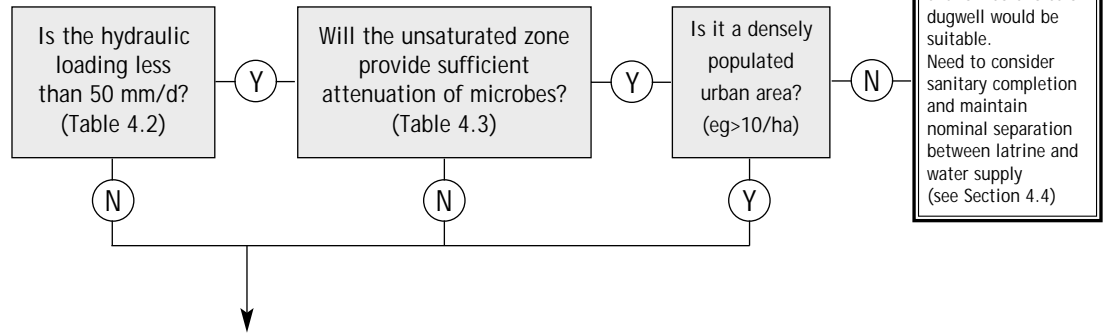 Is the hydraulic
loading less
than 50 mm/d?
(Table 4.2)
Y
Will the unsaturated zone
provide sufficient
attenuation of microbes?
(Table 4.3)
Y
Is it a densely
populated
urban area?
(eg>10/ha)
N
dugwell would be
suitable.
Need to consider
sanitary completion
and maintain
nominal separation
between latrine and
water supply
(see Section 4.4)
N
N
Y